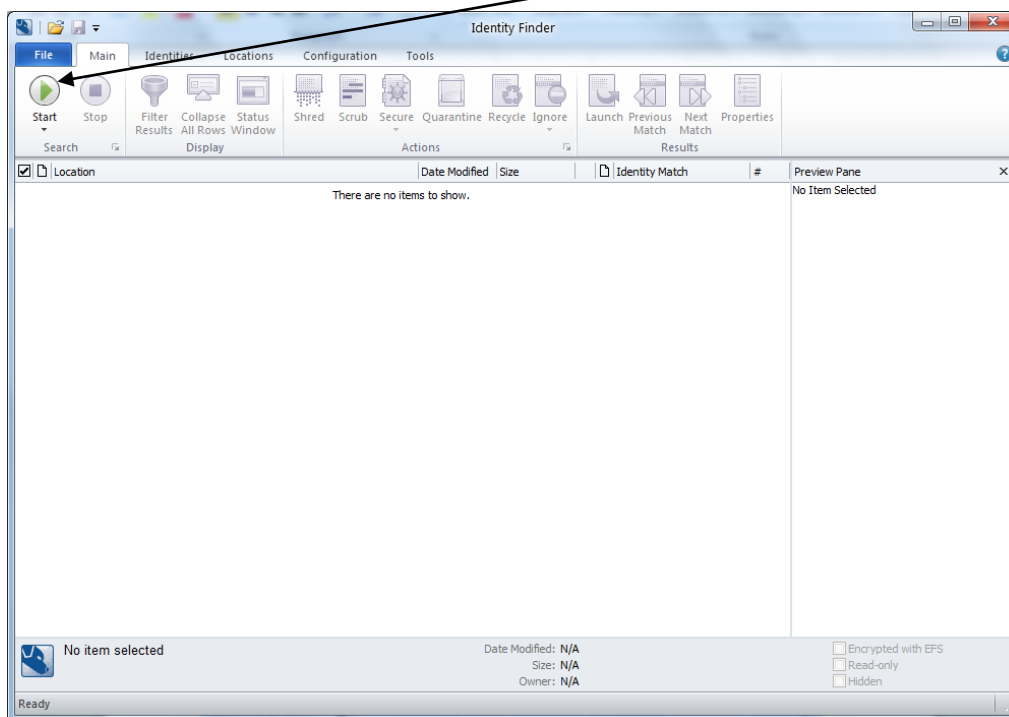 Identity Finder
File Main Identities Locations Configuration Tools
Start Stop Filter Results Collapse All Rows Status Window Shred Scrub Secure Quarantine Recycle Ignore Launch Previous Match Next Match Properties
Search Display Actions Results
Location Date Modified Size Identity Match # Preview Pane
There are no items to show. No Item Selected
No item selected Date Modified: N/A Encrypted with EFS
Size: N/A Read-only
Owner: N/A Hidden
Ready